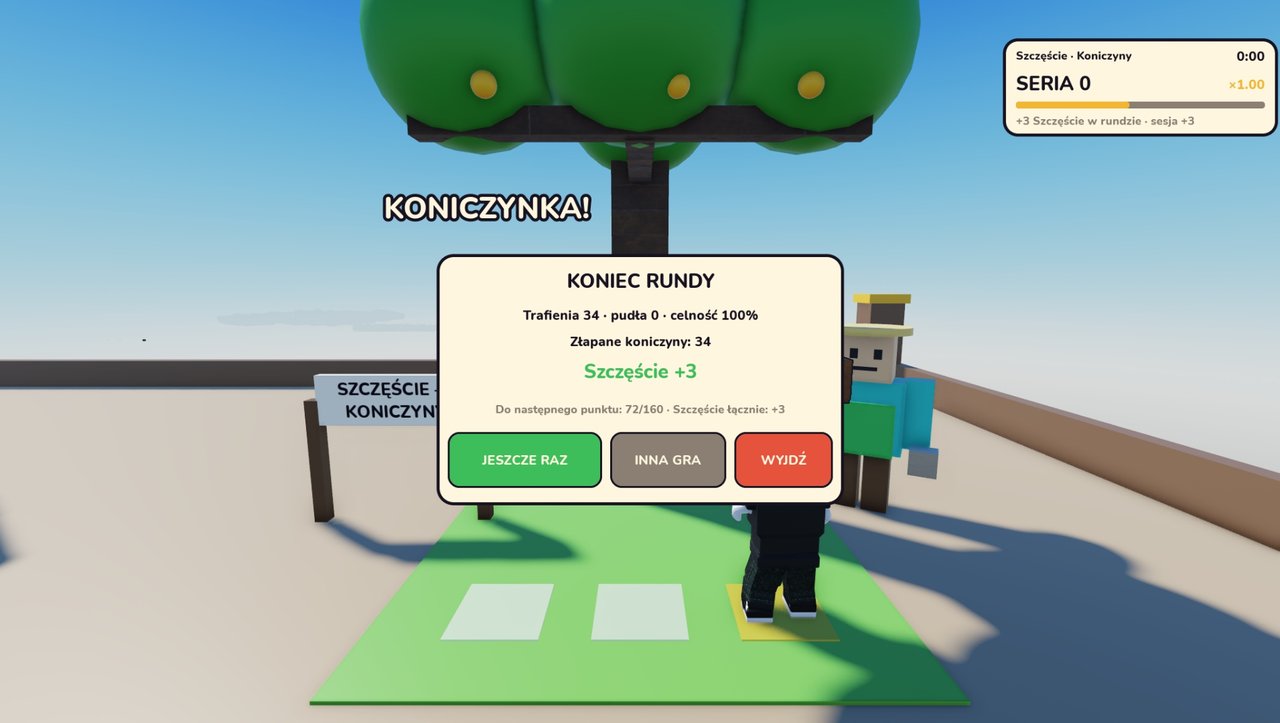 Szczęście · Koniczyny 0:00
SERIA 0 ×1.00
+3 Szczęście w rundzie · sesja +3
KONICZYNKA!
KONIEC RUNDY
Trafienia 34 · pudła 0 · celność 100%
Złapane koniczyny: 34
Szczęście +3
Do następnego punktu: 72/160 · Szczęście łącznie: +3
JESZCZE RAZ INNA GRA WYJDŹ
SZCZĘŚCIE
KONICZYN